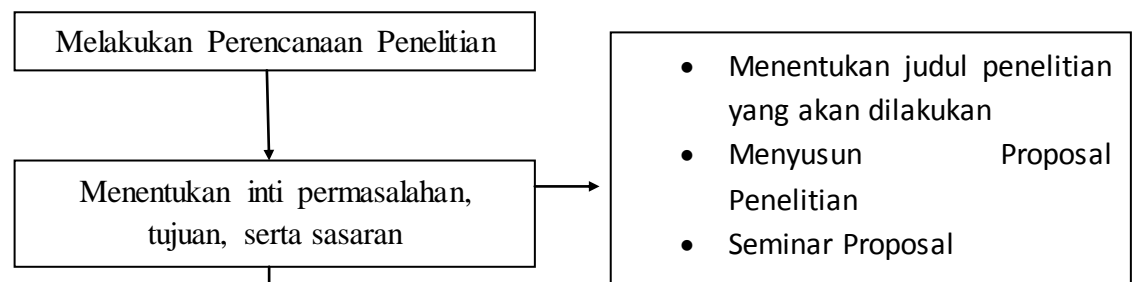 Melakukan Perencanaan Penelitian
Menentukan inti permasalahan,
tujuan, serta sasaran
• Menentukan judul penelitian
yang akan dilakukan
• Menyusun Proposal
Penelitian
• Seminar Proposal